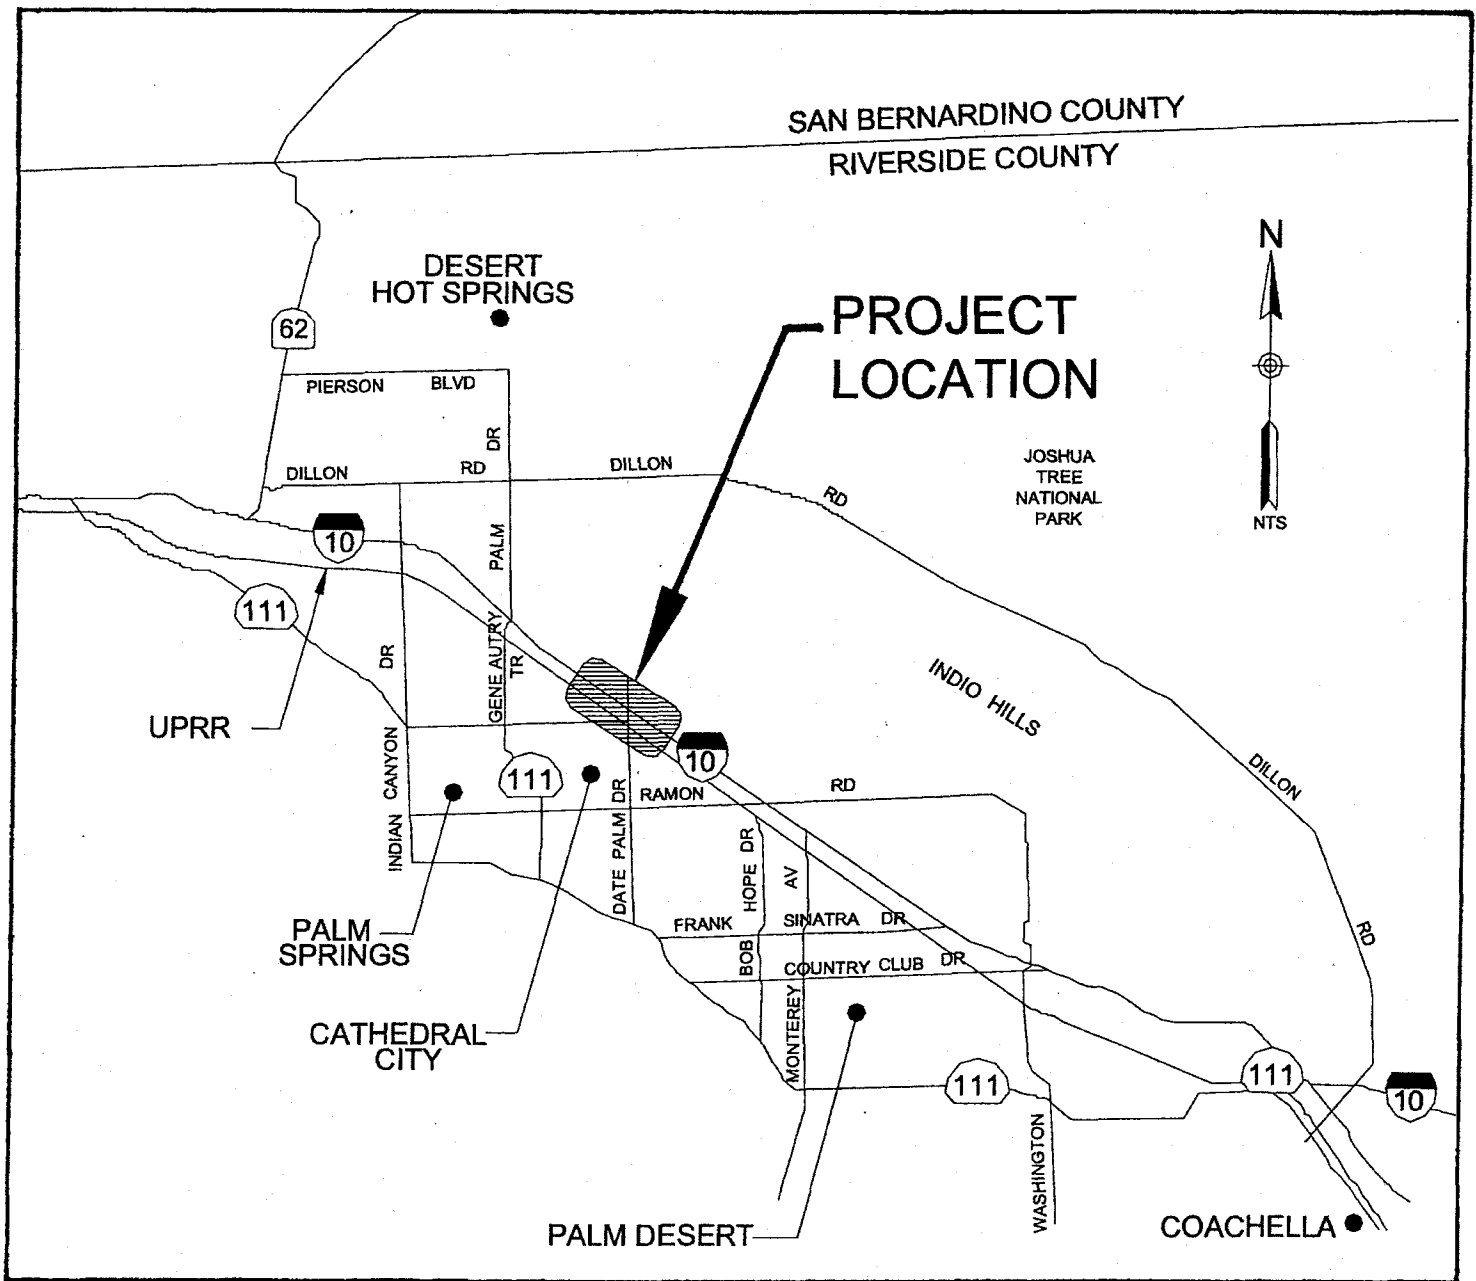 SAN BERNARDINO COUNTY
RIVERSIDE COUNTY
N
DESERT
HOT SPRINGS
PROJECT
LOCATION
62
PIERSON BLVD
DR
JOSHUA
TREE
NATIONAL
PARK
NTS
DILLON RD DILLON RD
10
PALM
111
GENE AUTRY
TR
UPRR
INDIAN CANYON DR
INDIO HILLS
10
111
DILLON RD
RAMON RD
DATE PALM DR
BOB HOPE DR
MONTEREY AV
PALM
SPRINGS
FRANK SINATRA DR
COUNTRY CLUB DR
CATHEDRAL
CITY
111
111
10
WASHINGTON
PALM DESERT
COACHELLA